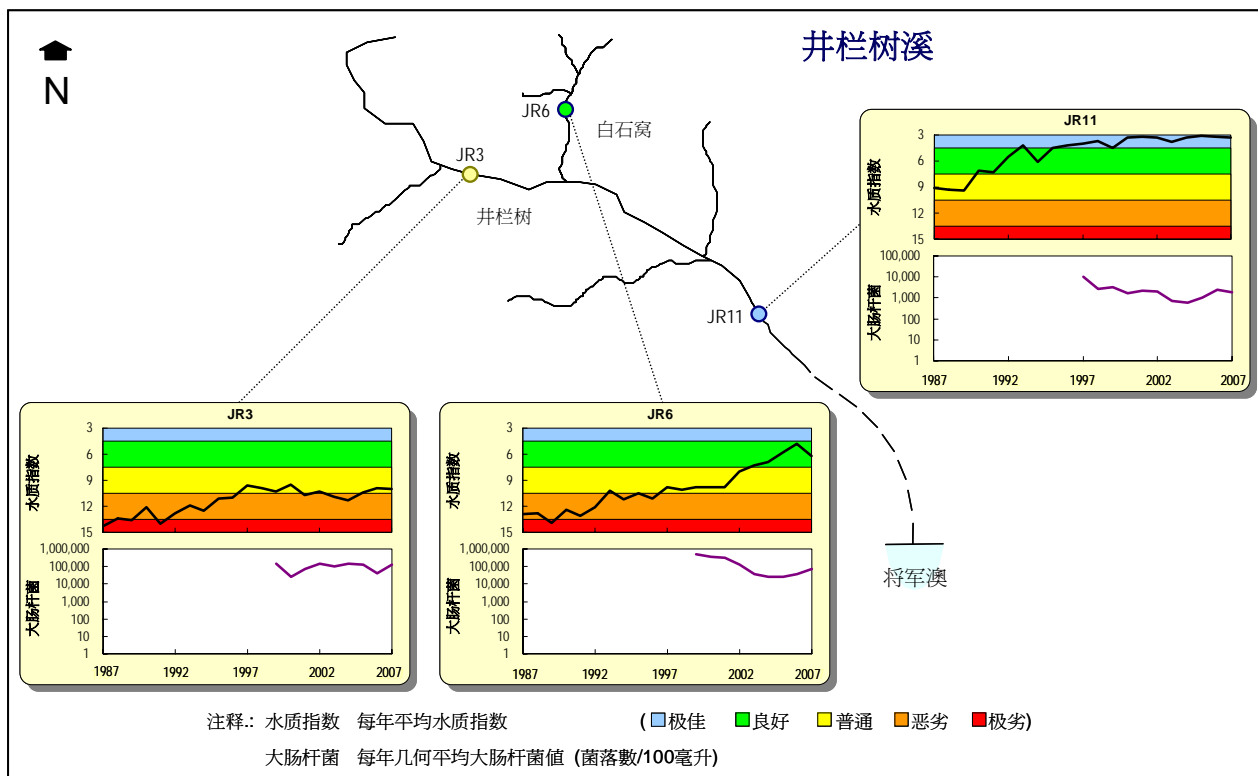 井栏树溪
N
JR6
白石窝
JR3
井栏树
JR11
将军澳
JR11
水质指数
3
6
9
12
15
大肠杆菌
100,000
10,000
1,000
100
10
1
1987 1992 1997 2002 2007
JR3
水质指数
3
6
9
12
15
大肠杆菌
1,000,000
100,000
10,000
1,000
100
10
1
1987 1992 1997 2002 2007
JR6
水质指数
3
6
9
12
15
大肠杆菌
1,000,000
100,000
10,000
1,000
100
10
1
1987 1992 1997 2002 2007
注释.: 水质指数 每年平均水质指数 ( 极佳 良好 普通 恶劣 极劣)
大肠杆菌 每年几何平均大肠杆菌値 (菌落數/100毫升)